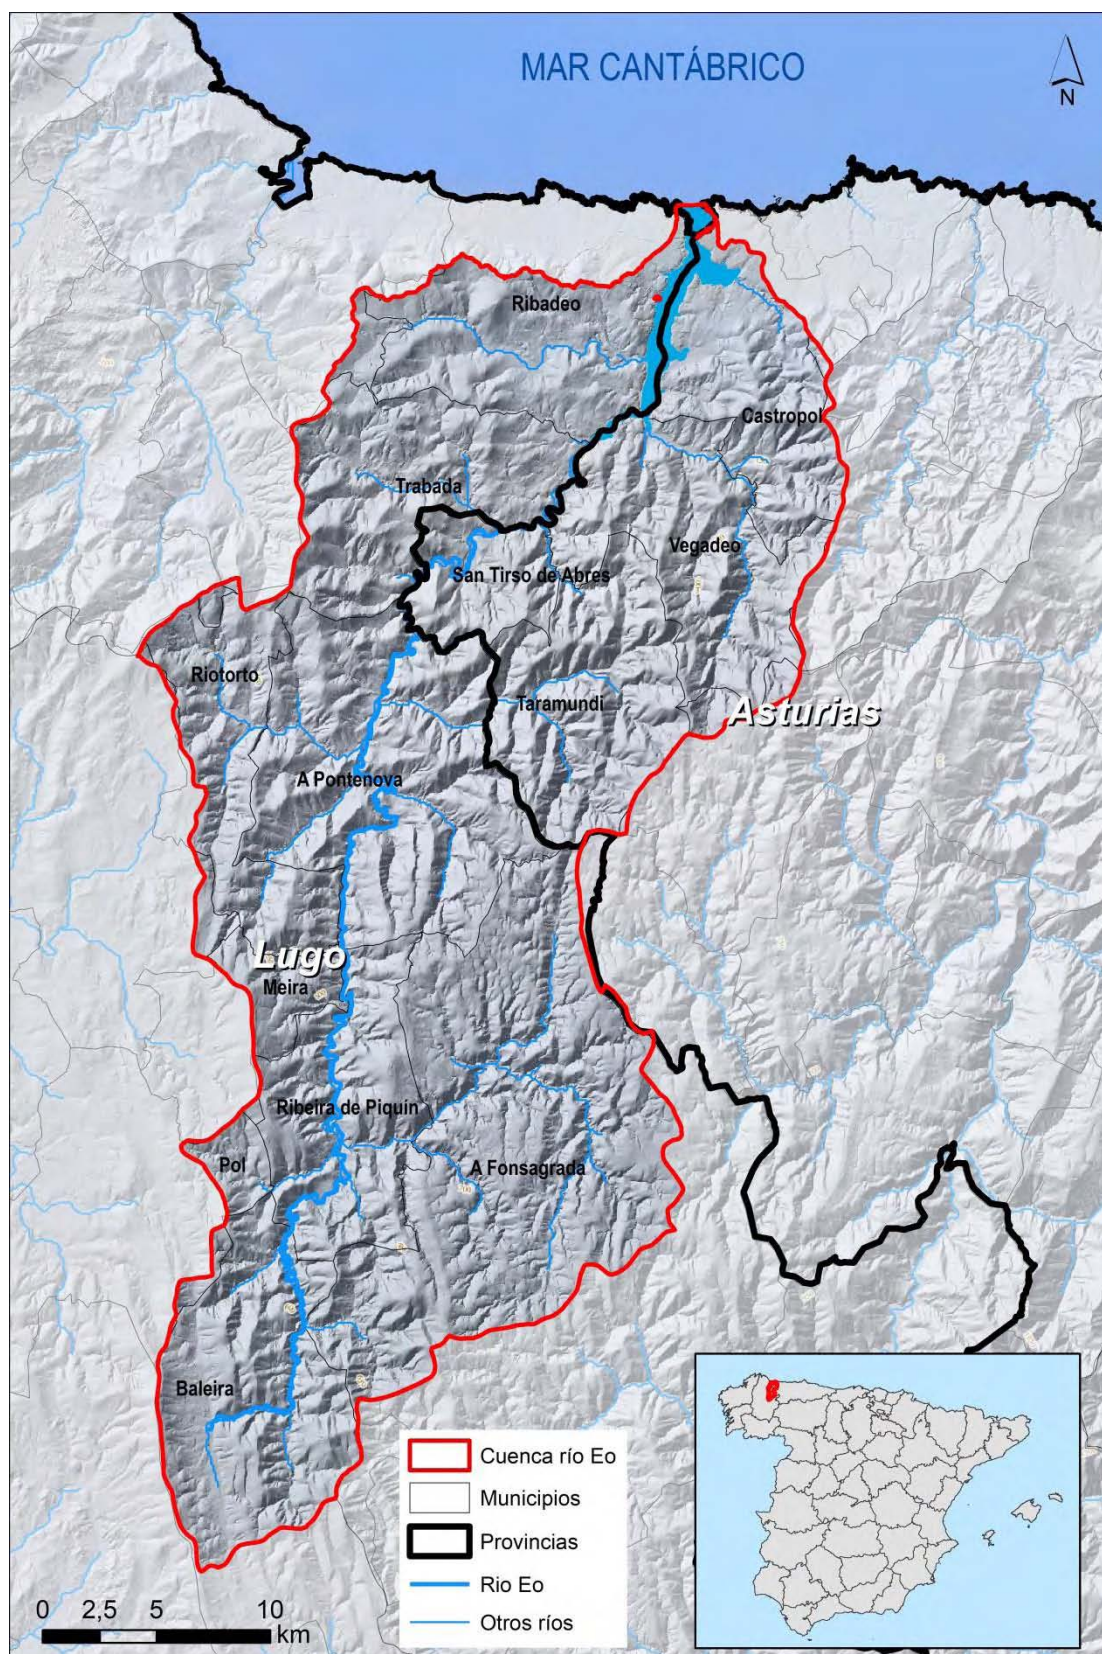 MAR CANTÁBRICO
N
Ribadeo
Castropol
Trabada
Vegadeo
San Tirso de Abres
Riotorto
Taramundi
Asturias
A Pontenova
Lugo
Meira
Ribeira de Piquín
Pol
A Fonsagrada
Baleira
Cuenca río Eo
Municipios
Provincias
Rio Eo
Otros ríos
0 2,5 5 10
km